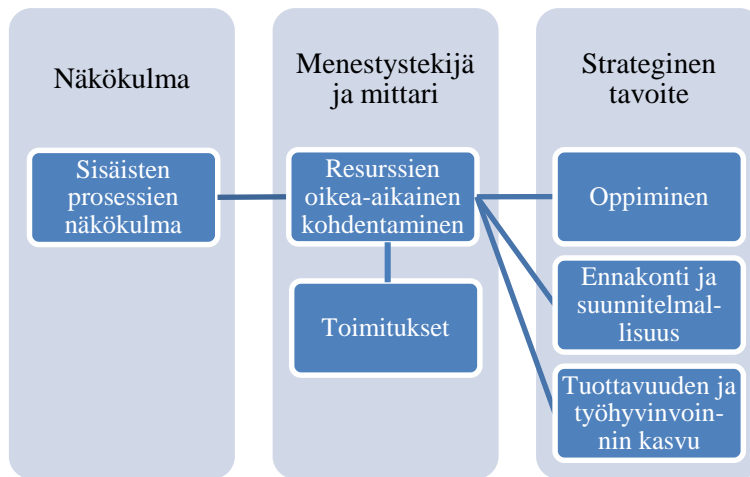 Näkökulma
Sisäisten
prosessien
näkökulma
Menestystekijä
ja mittari
Resurssien
oikea-aikainen
kohdentaminen
Toimitukset
Strateginen
tavoite
Oppiminen
Ennakonti ja
suunnitelmal-
lisuus
Tuottavuuden ja
työhyvinvoin-
nin kasvu